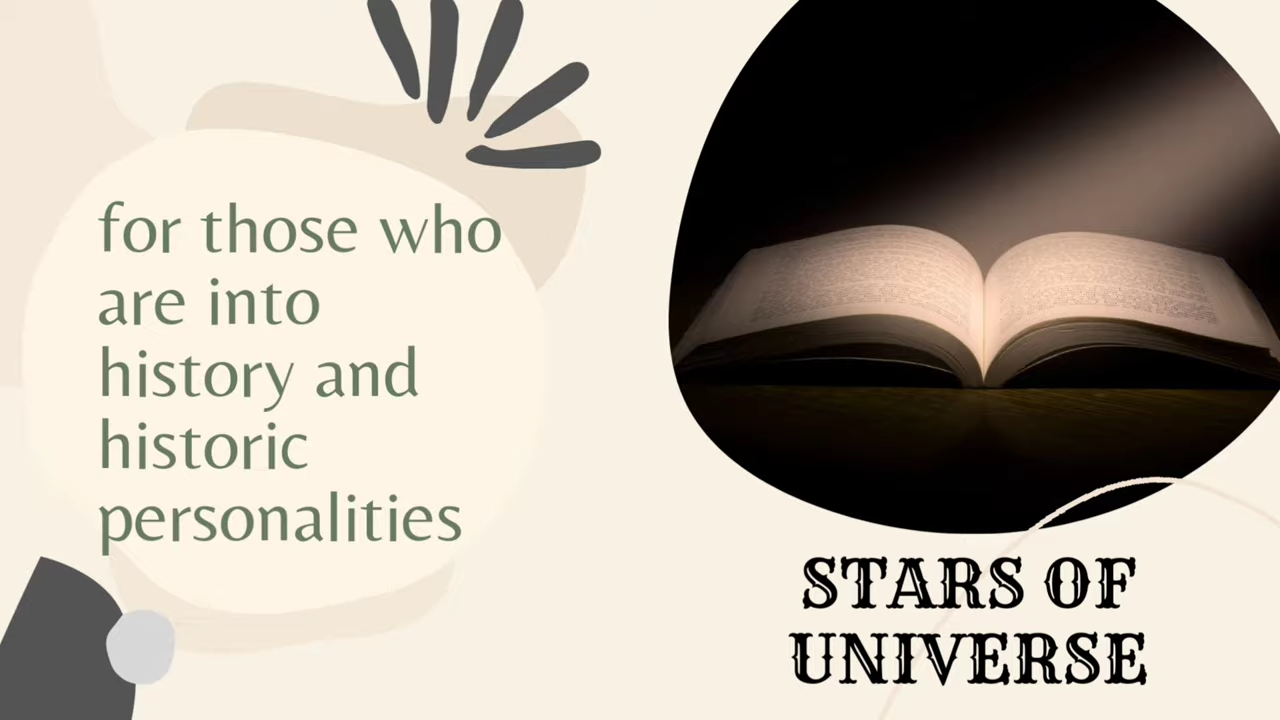 for those who
are into
history and
historic
personalities
STARS OF
UNIVERSE